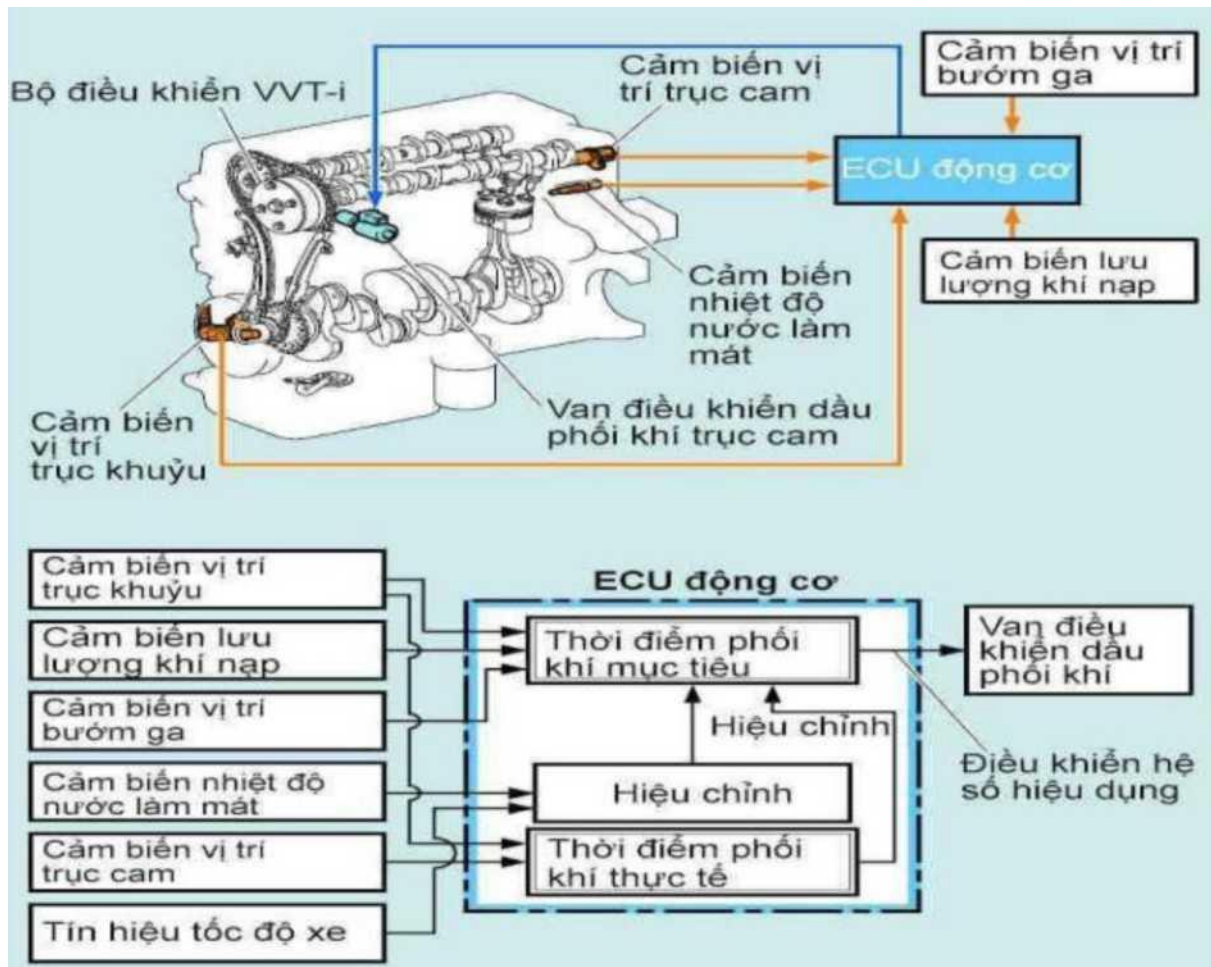 Bộ điều khiển VVT-i
Cảm biến vị
trí trục cam
Cảm biến vị trí
bướm ga
ECU động cơ
Cảm biến lưu
lượng khí nạp
Cảm biến
nhiệt độ
nước làm
mát
Van điều khiển dầu
phối khí trục cam
Cảm biến
vị trí
trục khuỷu
Cảm biến vị trí
trục khuỷu
Cảm biến lưu
lượng khí nạp
Cảm biến vị trí
bướm ga
Cảm biến nhiệt độ
nước làm mát
Cảm biến vị trí
trục cam
Tín hiệu tốc độ xe
ECU động cơ
Thời điểm phối
khí mục tiêu
Hiệu chỉnh
Hiệu chỉnh
Thời điểm phối
khí thực tế
Van điều
khiển dầu
phối khí
Điều khiển hệ
số hiệu dụng